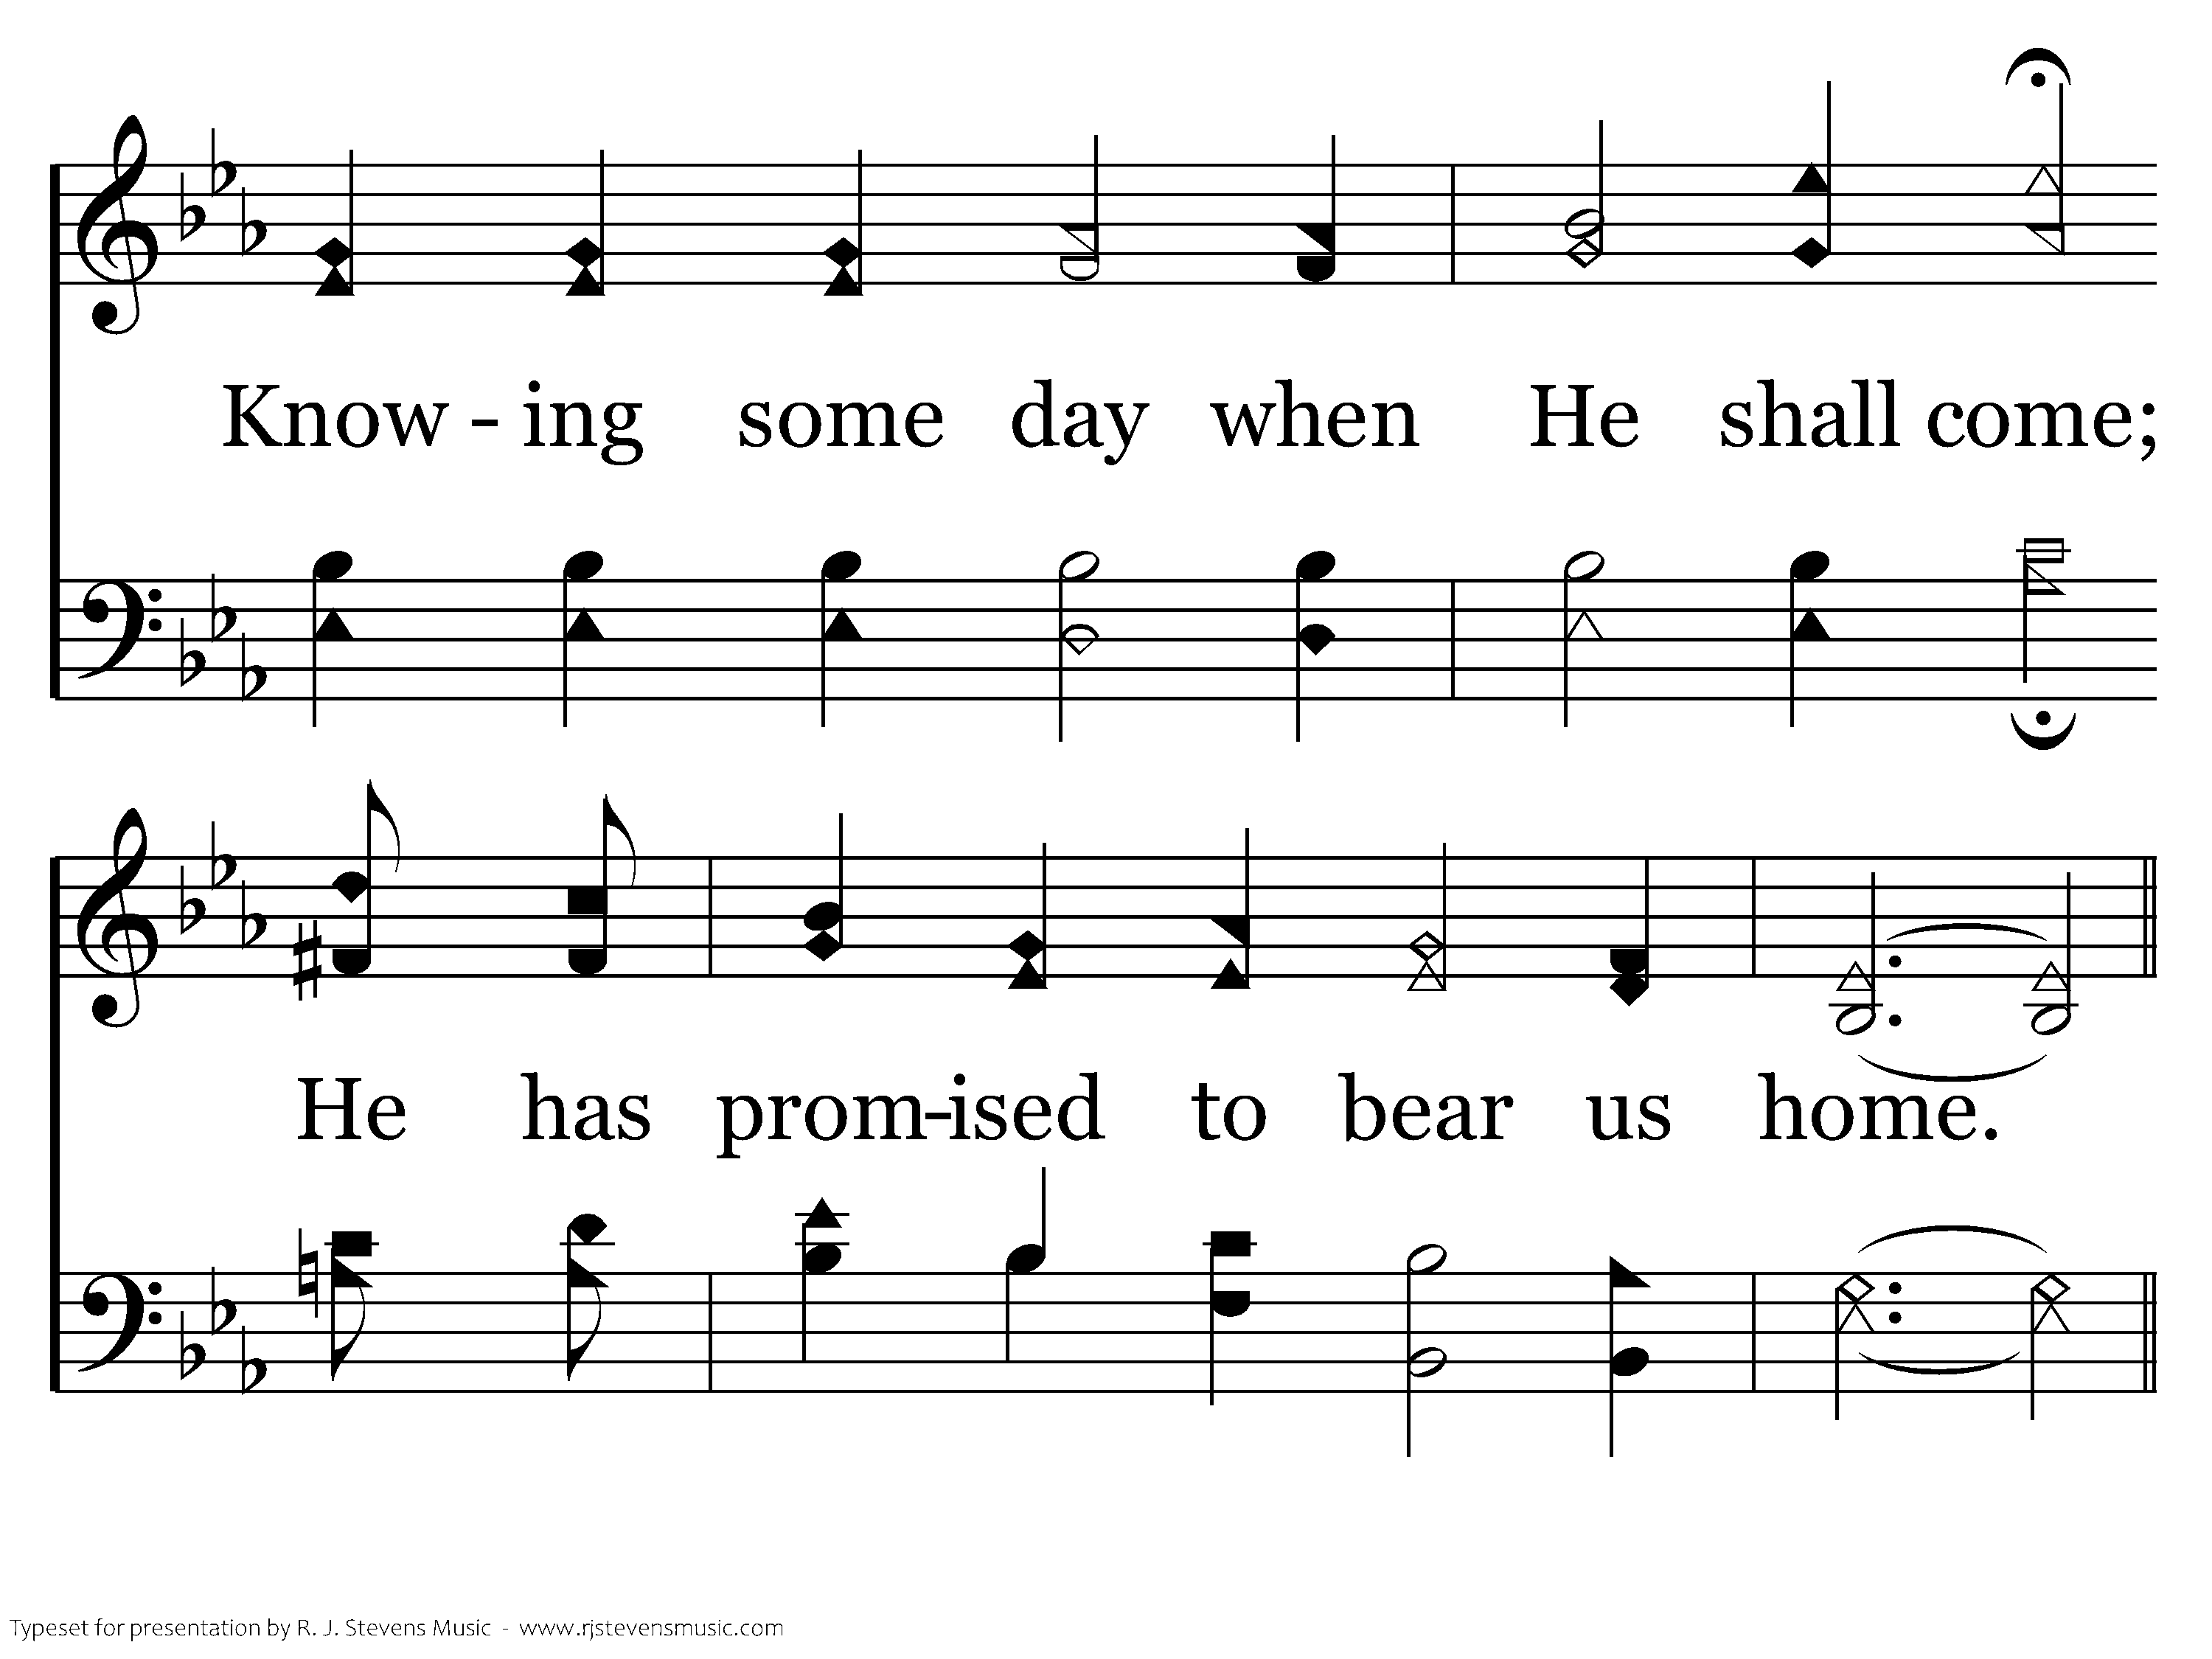 Know - ing some day when He shall come;
He has prom-ised to bear us home.
Typeset for presentation by R. J. Stevens Music - www.rjstevensmusic.com